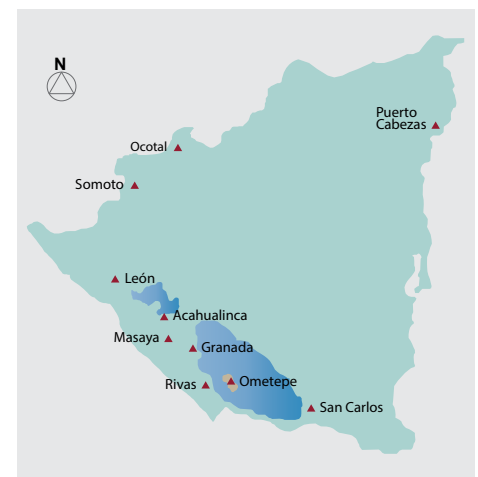 N
Puerto
Cabezas
Ocotal
Somoto
León
Acahualinca
Masaya
Granada
Rivas
Ometepe
San Carlos